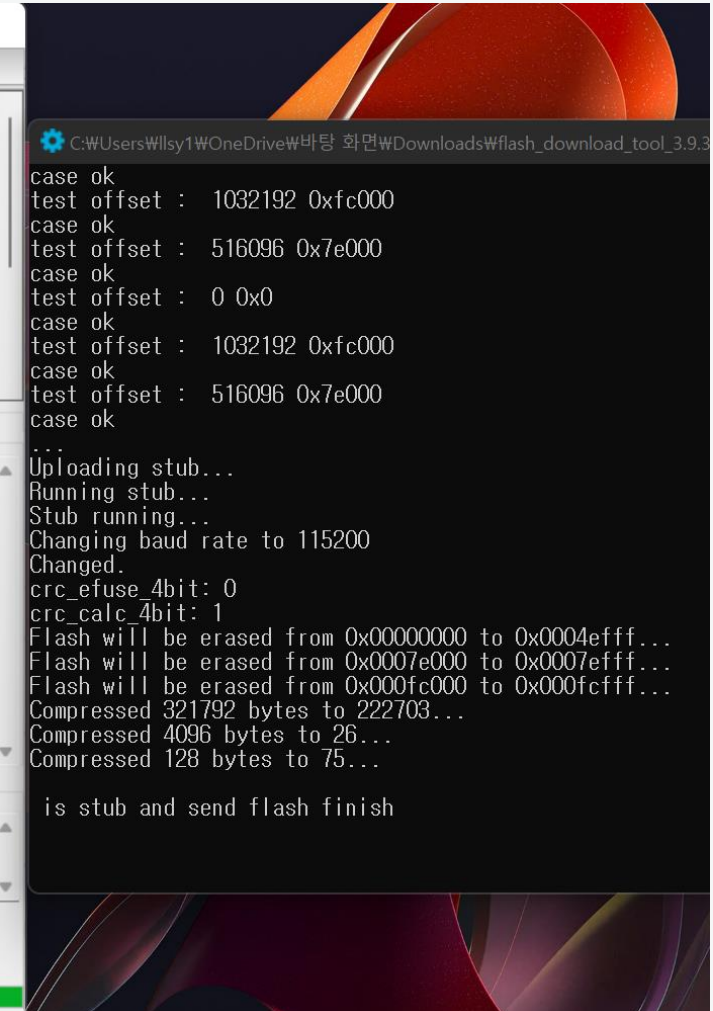 C:₩Users₩llsy1₩OneDrive₩바탕 화면₩Downloads₩flash_download_tool_3.9.3
case ok
test offset :  1032192 0xfc000
case ok
test offset :  516096 0x7e000
case ok
test offset :  0 0x0
case ok
test offset :  1032192 0xfc000
case ok
test offset :  516096 0x7e000
case ok
...
Uploading stub...
Running stub...
Stub running...
Changing baud rate to 115200
Changed.
crc_efuse_4bit: 0
crc_calc_4bit: 1
Flash will be erased from 0x00000000 to 0x0004efff...
Flash will be erased from 0x0007e000 to 0x0007efff...
Flash will be erased from 0x000fc000 to 0x000fcfff...
Compressed 321792 bytes to 222703...
Compressed 4096 bytes to 26...
Compressed 128 bytes to 75...
is stub and send flash finish